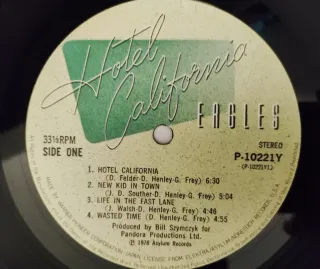 Hotel
California
EAGLES
33⅓RPM
SIDE ONE
STEREO
P-10221Y
(P-10221Y1)
1. HOTEL CALIFORNIA
(D. Felder-D. Henley-G. Frey) 6:30
2. NEW KID IN TOWN
(J. D. Souther-D. Henley-G. Frey) 5:04
3. LIFE IN THE FAST LANE
(J. Walsh-D. Henley-G. Frey) 4:46
4. WASTED TIME (D. Henley-G. Frey) 4:55
Produced by Bill Szymczyk for
Pandora Productions Ltd.
℗ 1976 Asylum Records